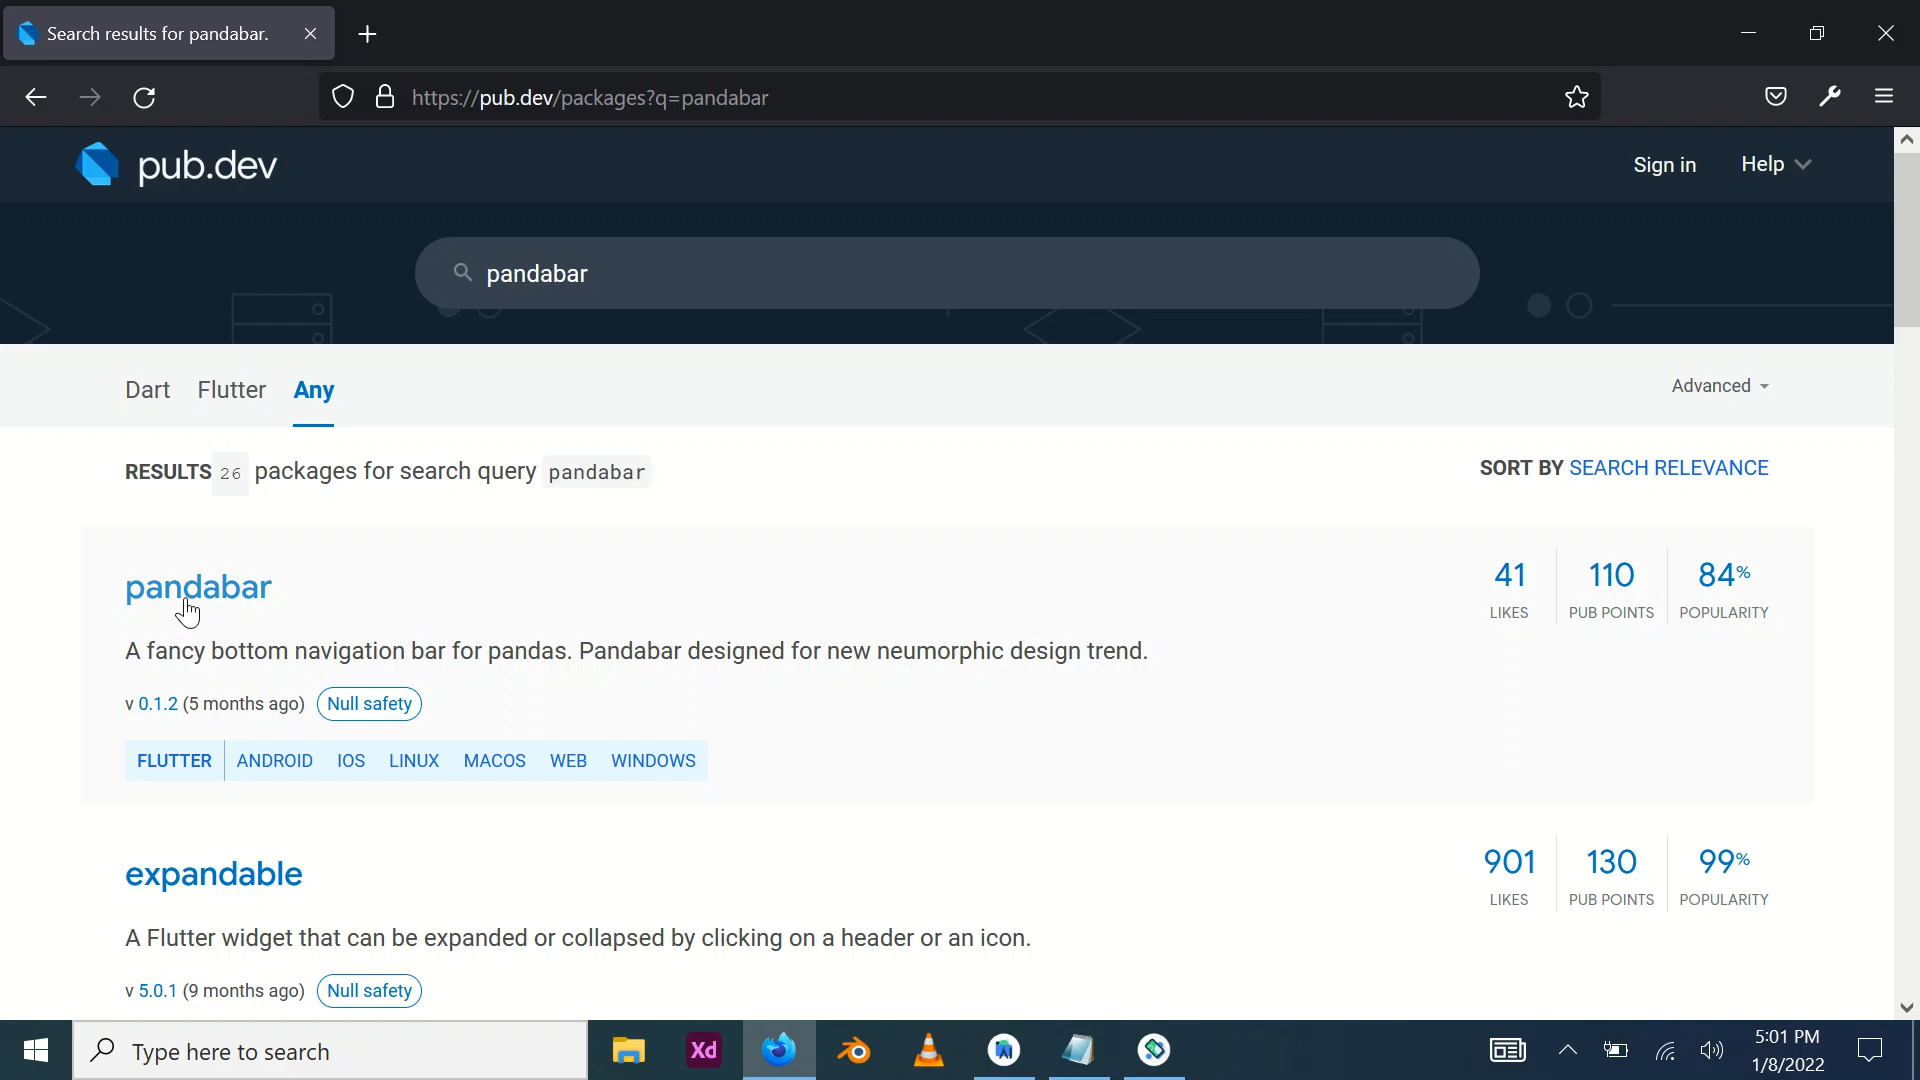 Search results for pandabar.
https://pub.dev/packages?q=pandabar
pub.dev
Sign in
Help
pandabar
Dart
Flutter
Any
Advanced
RESULTS 26 packages for search query pandabar
SORT BY SEARCH RELEVANCE
pandabar
41
LIKES
110
PUB POINTS
84%
POPULARITY
A fancy bottom navigation bar for pandas. Pandabar designed for new neumorphic design trend.
v 0.1.2 (5 months ago) Null safety
FLUTTER ANDROID IOS LINUX MACOS WEB WINDOWS
expandable
901
LIKES
130
PUB POINTS
99%
POPULARITY
A Flutter widget that can be expanded or collapsed by clicking on a header or an icon.
v 5.0.1 (9 months ago) Null safety
Type here to search
Xd
5:01 PM
1/8/2022